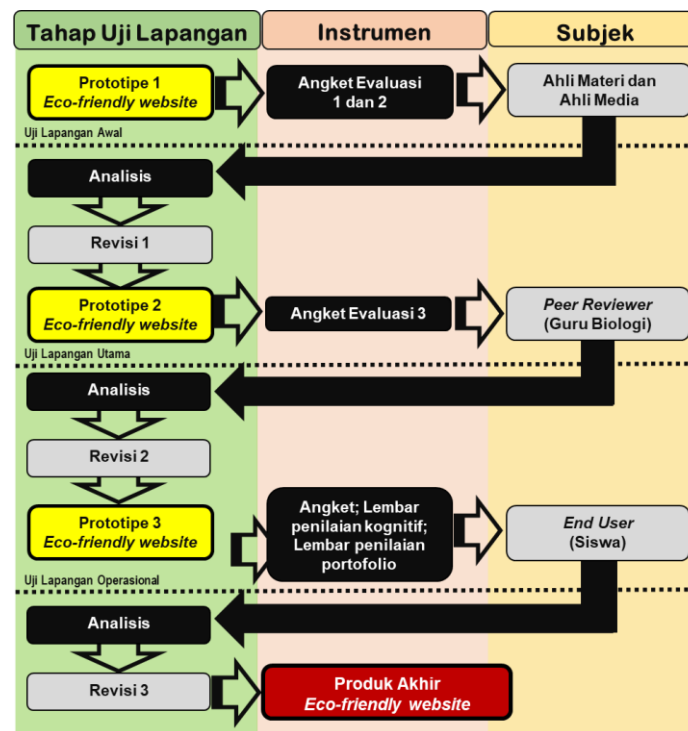 Tahap Uji Lapangan
Instrumen
Subjek
Prototipe 1
Eco-friendly website
Angket Evaluasi
1 dan 2
Ahli Materi dan
Ahli Media
Uji Lapangan Awal
Analisis
Revisi 1
Prototipe 2
Eco-friendly website
Angket Evaluasi 3
Peer Reviewer
(Guru Biologi)
Uji Lapangan Utama
Analisis
Revisi 2
Prototipe 3
Eco-friendly website
Angket; Lembar
penilaian kognitif;
Lembar penilaian
portofolio
End User
(Siswa)
Uji Lapangan Operasional
Analisis
Revisi 3
Produk Akhir
Eco-friendly website